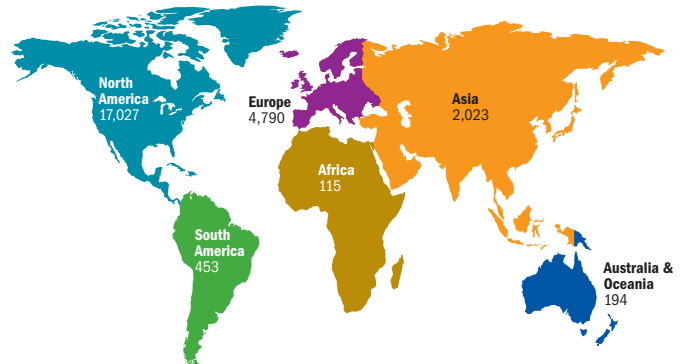 North
America
17,027
Europe
4,790
Asia
2,023
Africa
115
South
America
453
Australia &
Oceania
194